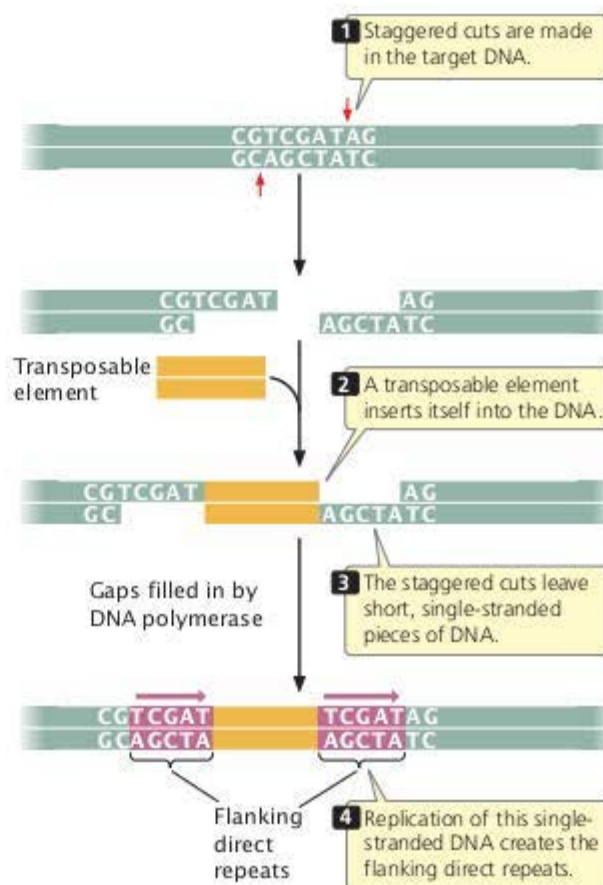 1 Staggered cuts are made
in the target DNA.
CGTCGATAG
GCAGCTATC
CGTCGAT AG
GC AGCTATC
Transposable
element
2 A transposable element
inserts itself into the DNA.
CGTCGAT AG
GC AGCTATC
Gaps filled in by
DNA polymerase
3 The staggered cuts leave
short, single-stranded
pieces of DNA.
CGTCGAT TCGATAG
GCAGCTA AGCTATC
Flanking
direct
repeats
4 Replication of this single-
stranded DNA creates the
flanking direct repeats.